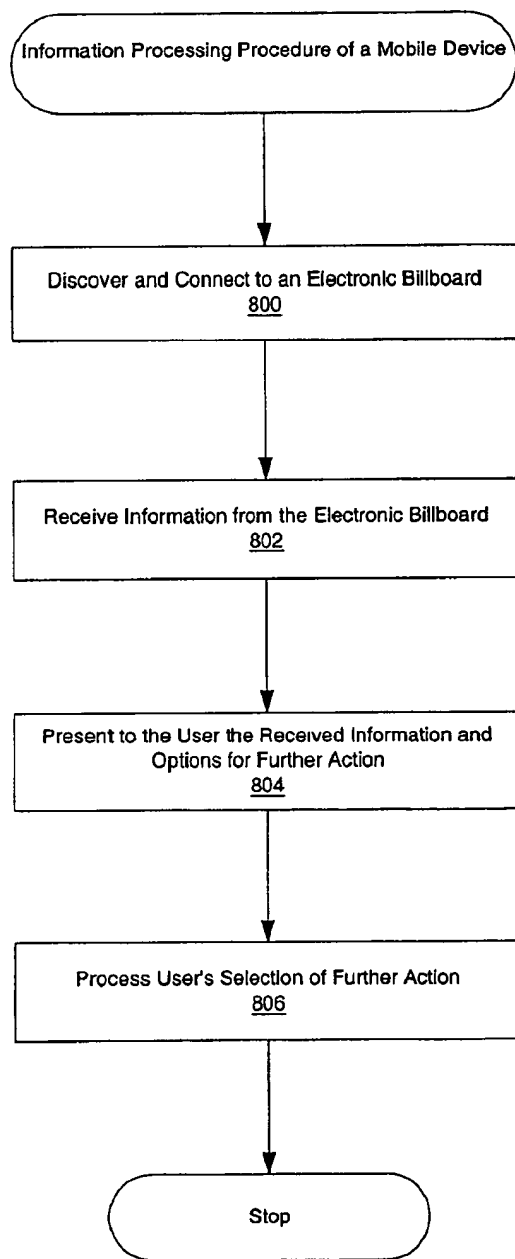 Information Processing Procedure of a Mobile Device
Discover and Connect to an Electronic Billboard
800
Receive Information from the Electronic Billboard
802
Present to the User the Received Information and
Options for Further Action
804
Process User's Selection of Further Action
806
Stop